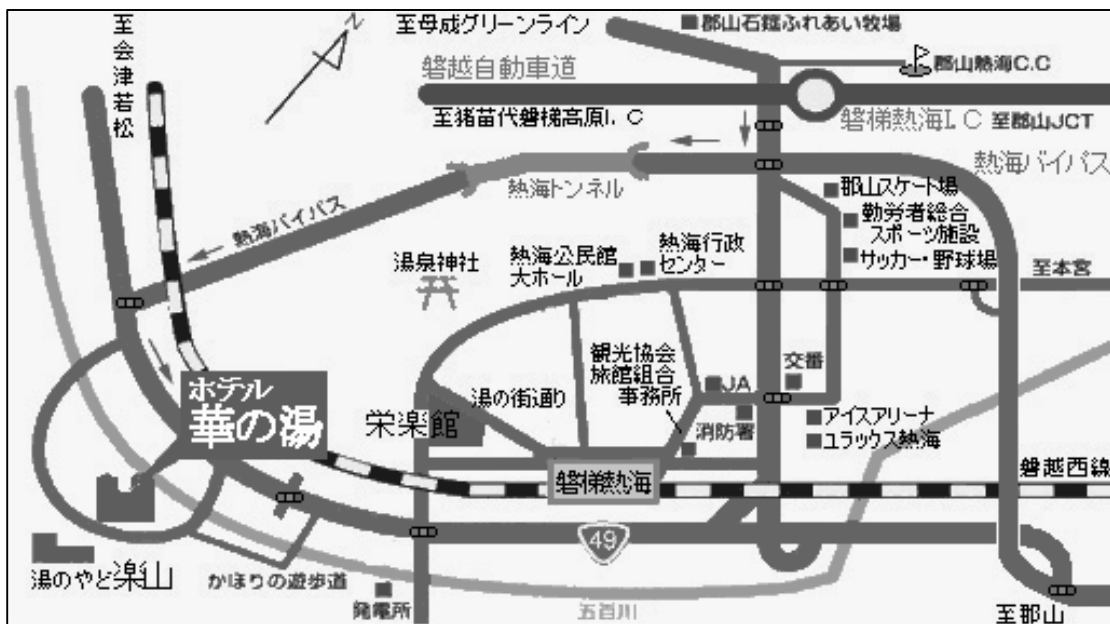 至会津若松
N
至母成グリーンライン
郡山石筵ふれあい牧場
磐越自動車道
郡山熱海C.C
至猪苗代磐梯高原I.C
磐梯熱海I.C
至郡山JCT
熱海バイパス
熱海トンネル
郡山スケート場
熱海バイパス
勤労者総合
スポーツ施設
湯泉神社
熱海公民館
大ホール
熱海行政
センター
サッカー・野球場
至本宮
観光協会
旅館組合
事務所
交番
JA
ホテル
華の湯
湯の街通り
栄楽館
消防署
アイスアリーナ
ユラックス熱海
磐梯熱海
磐越西線
49
湯のやど楽山
かほりの遊歩道
発電所
五百川
至郡山